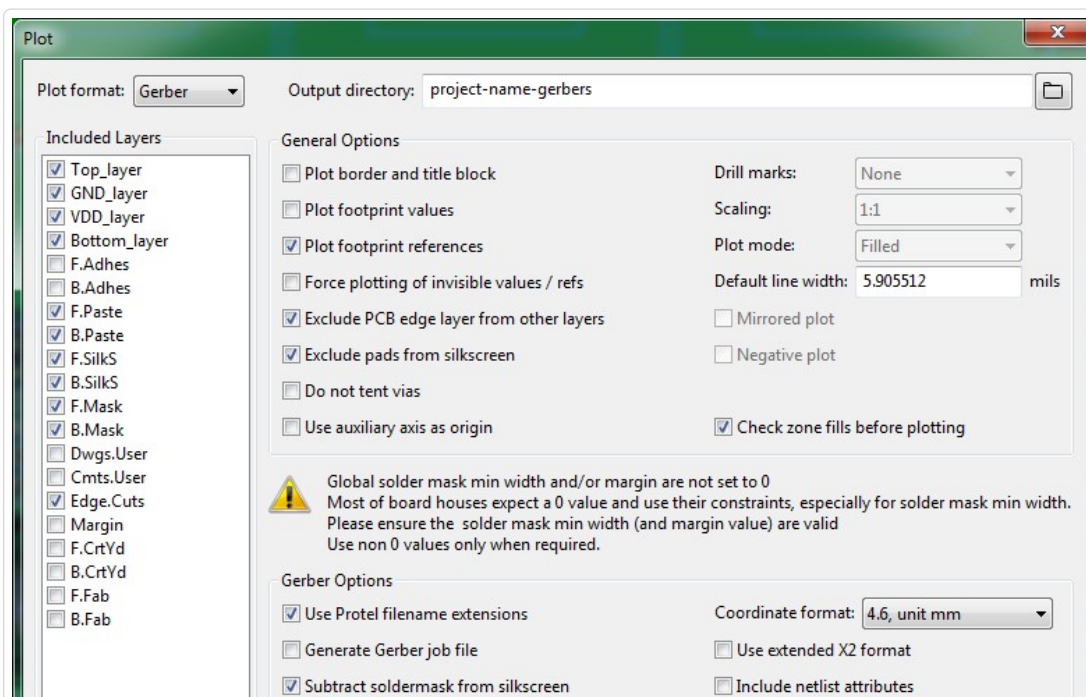 Plot
Plot format: Gerber
Output directory: project-name-gerbers
Included Layers
Top_layer
GND_layer
VDD_layer
Bottom_layer
F.Adhes
B.Adhes
F.Paste
B.Paste
F.SilkS
B.SilkS
F.Mask
B.Mask
Dwgs.User
Cmts.User
Edge.Cuts
Margin
F.CrtYd
B.CrtYd
F.Fab
B.Fab
General Options
Plot border and title block
Plot footprint values
Plot footprint references
Force plotting of invisible values / refs
Exclude PCB edge layer from other layers
Exclude pads from silkscreen
Do not tent vias
Use auxiliary axis as origin
Drill marks: None
Scaling: 1:1
Plot mode: Filled
Default line width: 5.905512 mils
Mirrored plot
Negative plot
Check zone fills before plotting
Global solder mask min width and/or margin are not set to 0
Most of board houses expect a 0 value and use their constraints, especially for solder mask min width.
Please ensure the solder mask min width (and margin value) are valid
Use non 0 values only when required.
Gerber Options
Use Protel filename extensions
Generate Gerber job file
Subtract soldermask from silkscreen
Coordinate format: 4.6, unit mm
Use extended X2 format
Include netlist attributes